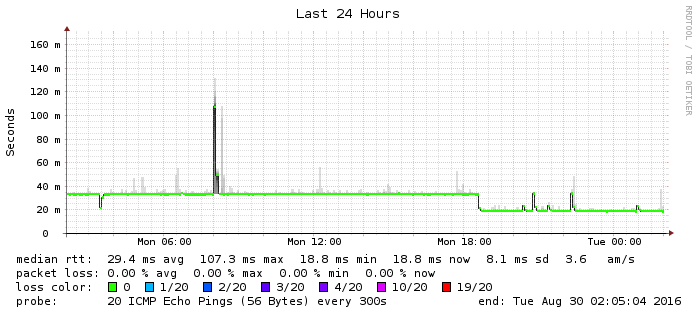 Last 24 Hours
RRDTOOL / TOBI OETIKER
Seconds
160 m
140 m
120 m
100 m
80 m
60 m
40 m
20 m
0
Mon 06:00 Mon 12:00 Mon 18:00 Tue 00:00
median rtt: 29.4 ms avg 107.3 ms max 18.8 ms min 18.8 ms now 8.1 ms sd 3.6 am/s
packet loss: 0.00 % avg 0.00 % max 0.00 % min 0.00 % now
loss color: 0 1/20 2/20 3/20 4/20 10/20 19/20
probe: 20 ICMP Echo Pings (56 Bytes) every 300s end: Tue Aug 30 02:05:04 2016